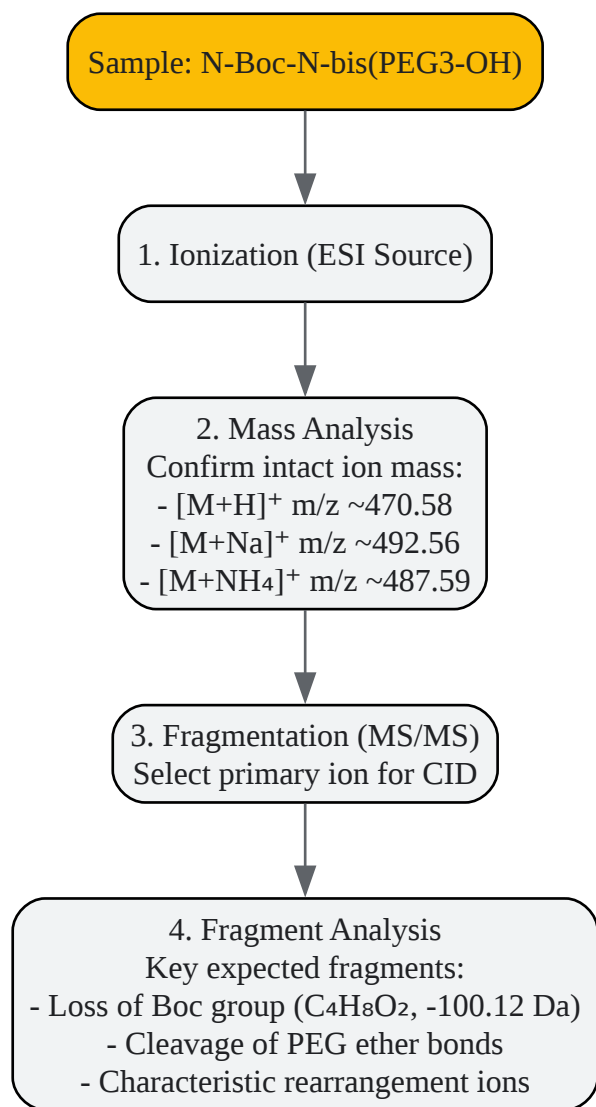 Sample: N-Boc-N-bis(PEG3-OH)
1. Ionization (ESI Source)
2. Mass Analysis
Confirm intact ion mass:
- [M+H]⁺ m/z ~470.58
- [M+Na]⁺ m/z ~492.56
- [M+NH₄]⁺ m/z ~487.59
3. Fragmentation (MS/MS)
Select primary ion for CID
4. Fragment Analysis
Key expected fragments:
- Loss of Boc group (C₄H₈O₂, -100.12 Da)
- Cleavage of PEG ether bonds
- Characteristic rearrangement ions